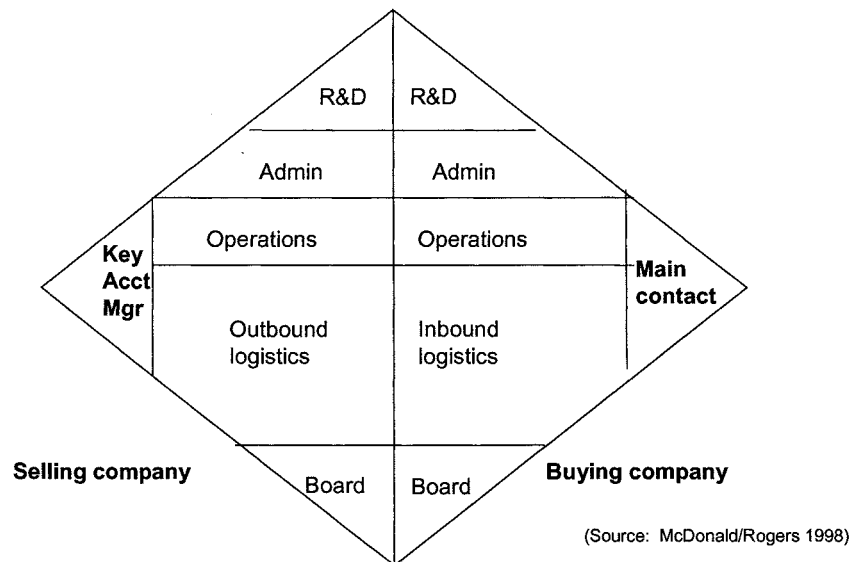 R&D R&D
Admin Admin
Operations Operations
Key
Acct
Mgr
Main
contact
Outbound
logistics
Inbound
logistics
Selling company
Buying company
Board Board
(Source: McDonald/Rogers 1998)